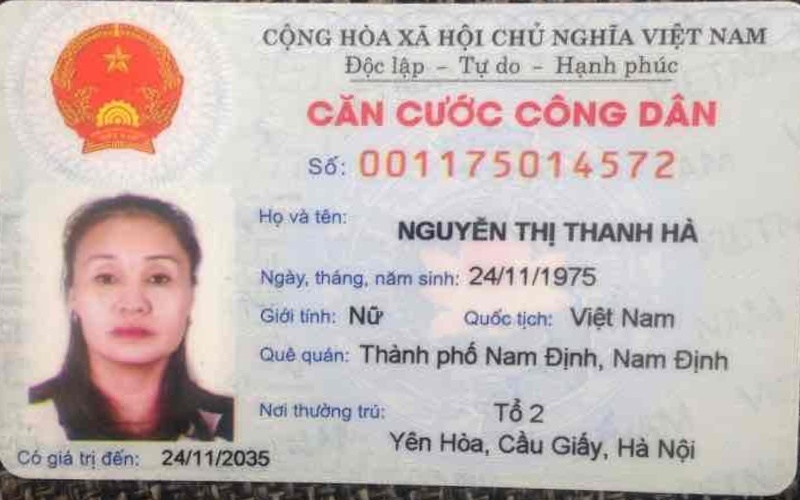 CỘNG HÒA XÃ HỘI CHỦ NGHĨA VIỆT NAM
Độc lập - Tự do - Hạnh phúc
CĂN CƯỚC CÔNG DÂN
Số: 001175014572
Họ và tên: NGUYỄN THỊ THANH HÀ
Ngày, tháng, năm sinh: 24/11/1975
Giới tính: Nữ Quốc tịch: Việt Nam
Quê quán: Thành phố Nam Định, Nam Định
Nơi thường trú: Tổ 2
Yên Hòa, Cầu Giấy, Hà Nội
Có giá trị đến: 24/11/2035